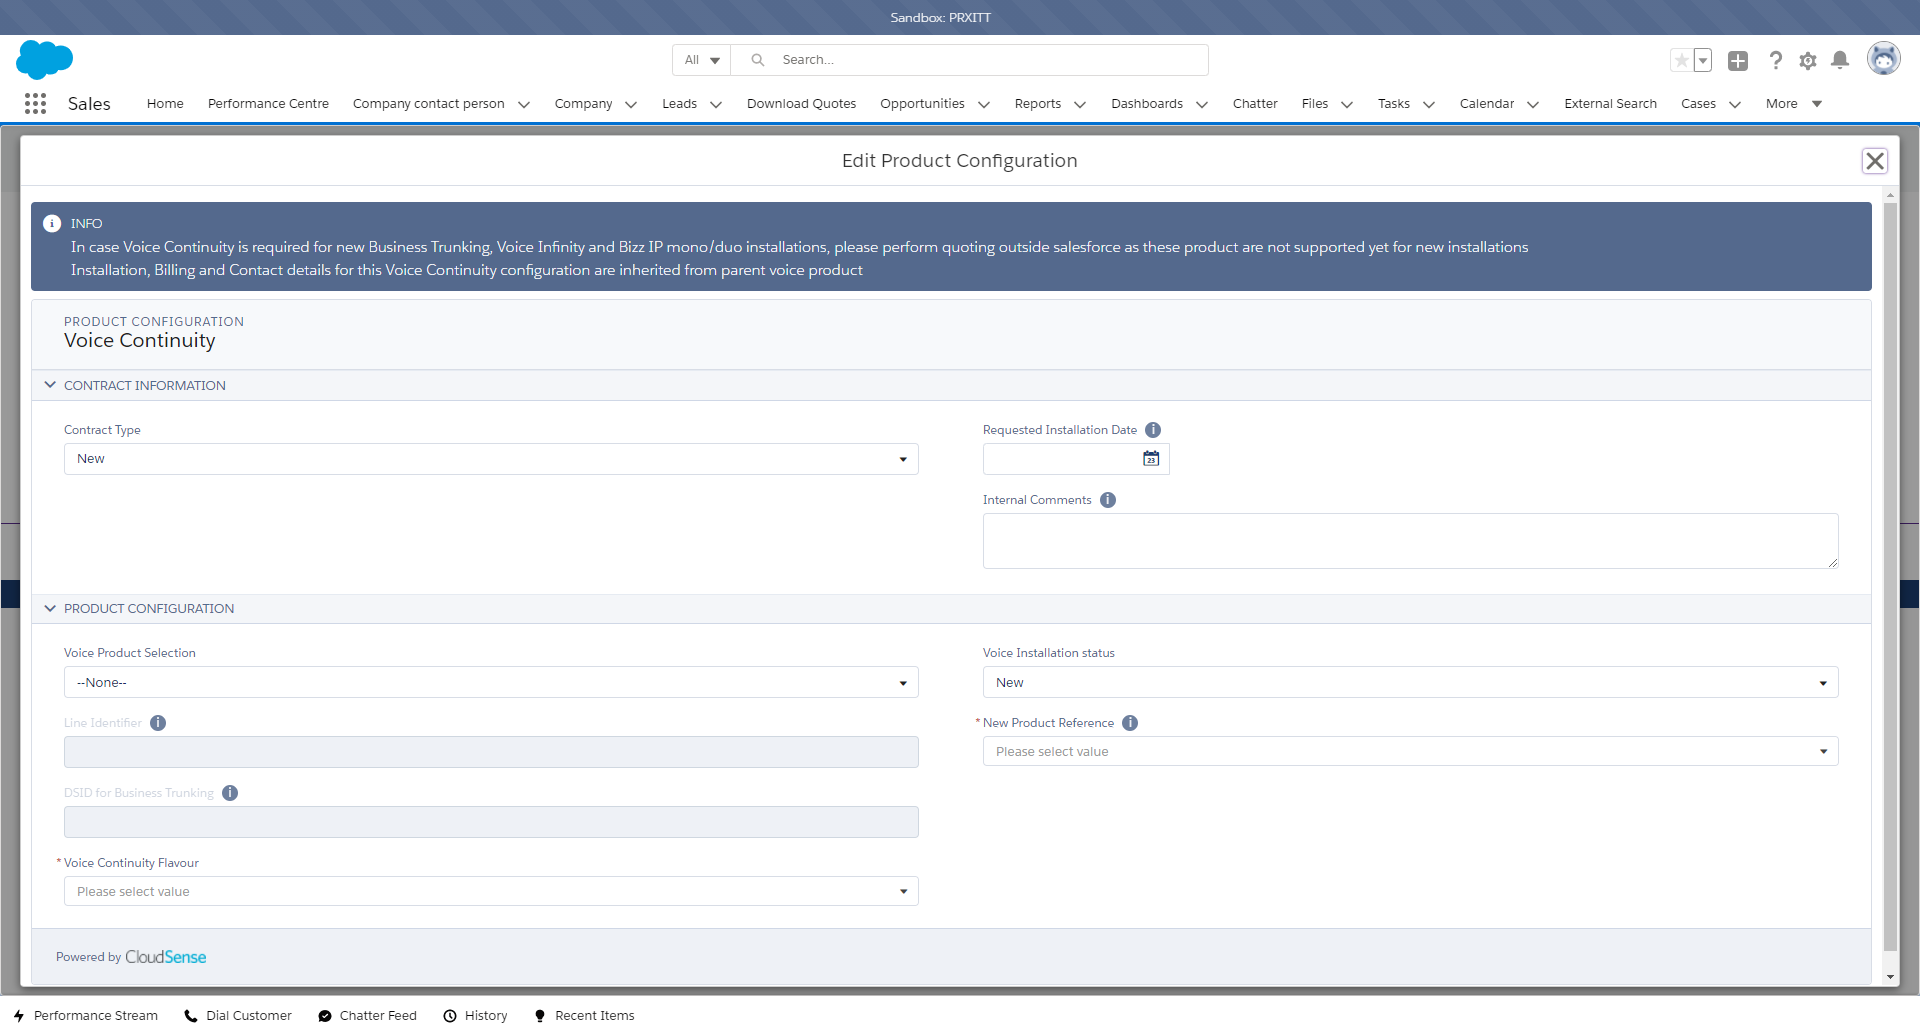 Sandbox: PRXITT
All
Search...
Sales
Home
Performance Centre
Company contact person
Company
Leads
Download Quotes
Opportunities
Reports
Dashboards
Chatter
Files
Tasks
Calendar
External Search
Cases
More
Edit Product Configuration
INFO
In case Voice Continuity is required for new Business Trunking, Voice Infinity and Bizz IP mono/duo installations, please perform quoting outside salesforce as these product are not supported yet for new installations
Installation, Billing and Contact details for this Voice Continuity configuration are inherited from parent voice product
PRODUCT CONFIGURATION
Voice Continuity
CONTRACT INFORMATION
Contract Type
New
Requested Installation Date
23
Internal Comments
PRODUCT CONFIGURATION
Voice Product Selection
--None--
Voice Installation status
New
Line Identifier
* New Product Reference
Please select value
DSID for Business Trunking
* Voice Continuity Flavour
Please select value
Powered by CloudSense
Performance Stream
Dial Customer
Chatter Feed
History
Recent Items